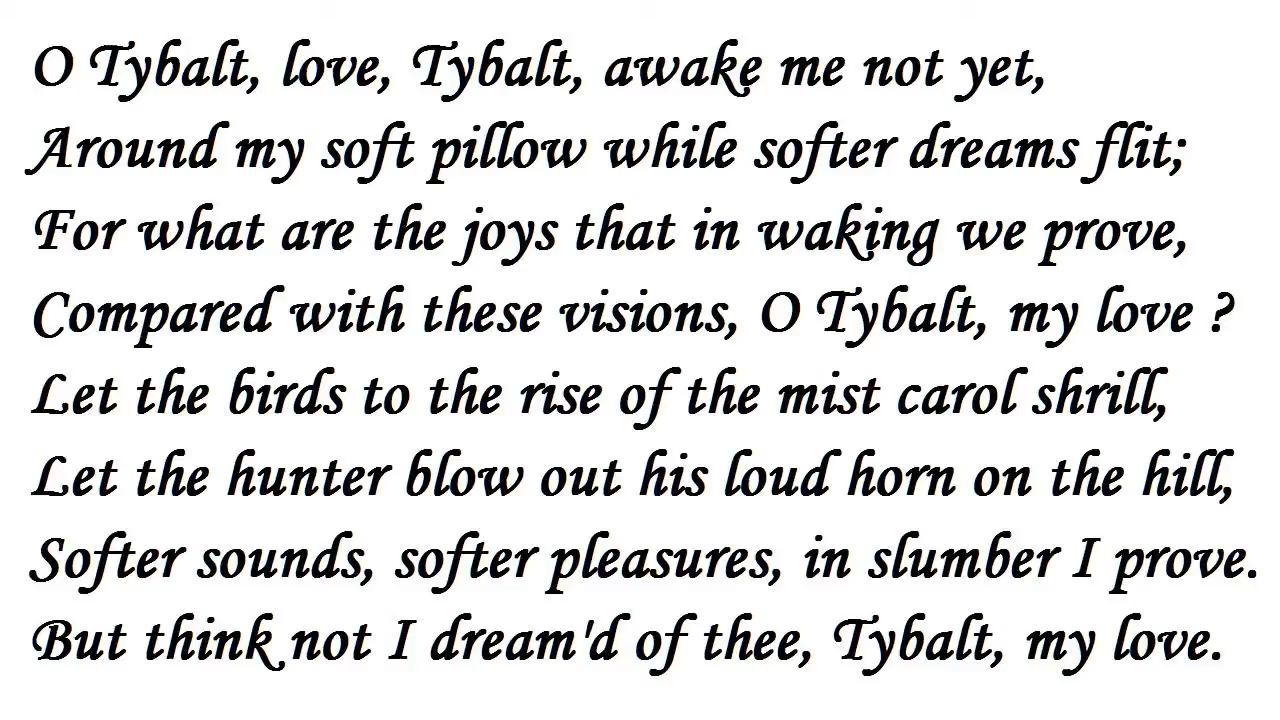 O Tybalt, love, Tybalt, awake me not yet,
Around my soft pillow while softer dreams flit;
For what are the joys that in waking we prove,
Compared with these visions, O Tybalt, my love ?
Let the birds to the rise of the mist carol shrill,
Let the hunter blow out his loud horn on the hill,
Softer sounds, softer pleasures, in slumber I prove.
But think not I dream'd of thee, Tybalt, my love.